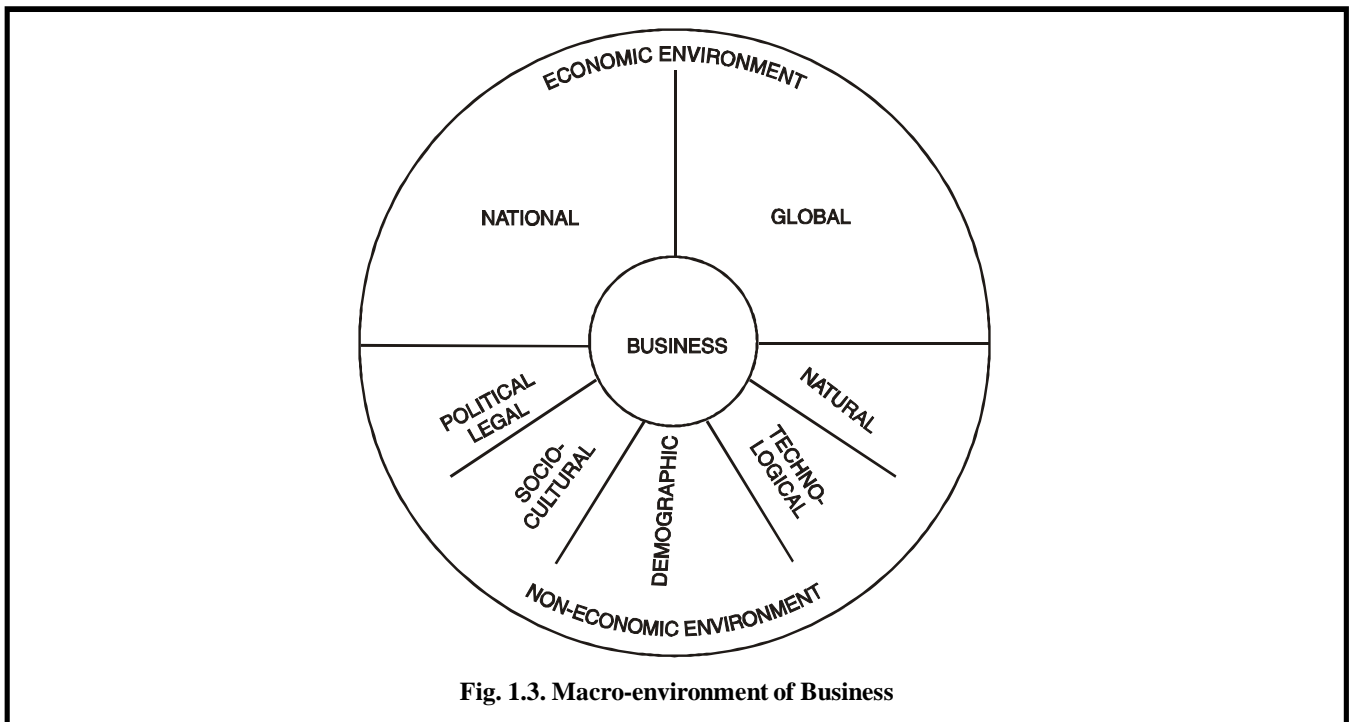 ECONOMIC ENVIRONMENT
NATIONAL
GLOBAL
BUSINESS
POLITICAL
LEGAL
SOCIO-
CULTURAL
DEMOGRAPHIC
TECHNO-
LOGICAL
NATURAL
NON-ECONOMIC ENVIRONMENT
Fig. 1.3. Macro-environment of Business